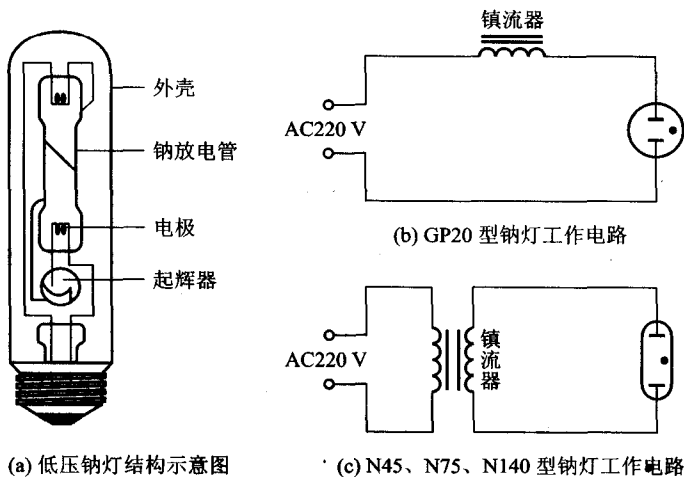 外壳
钠放电管
电极
起辉器
(a) 低压钠灯结构示意图
镇流器
AC220 V
(b) GP20 型钠灯工作电路
AC220 V
镇流器
(c) N45、N75、N140 型钠灯工作电路